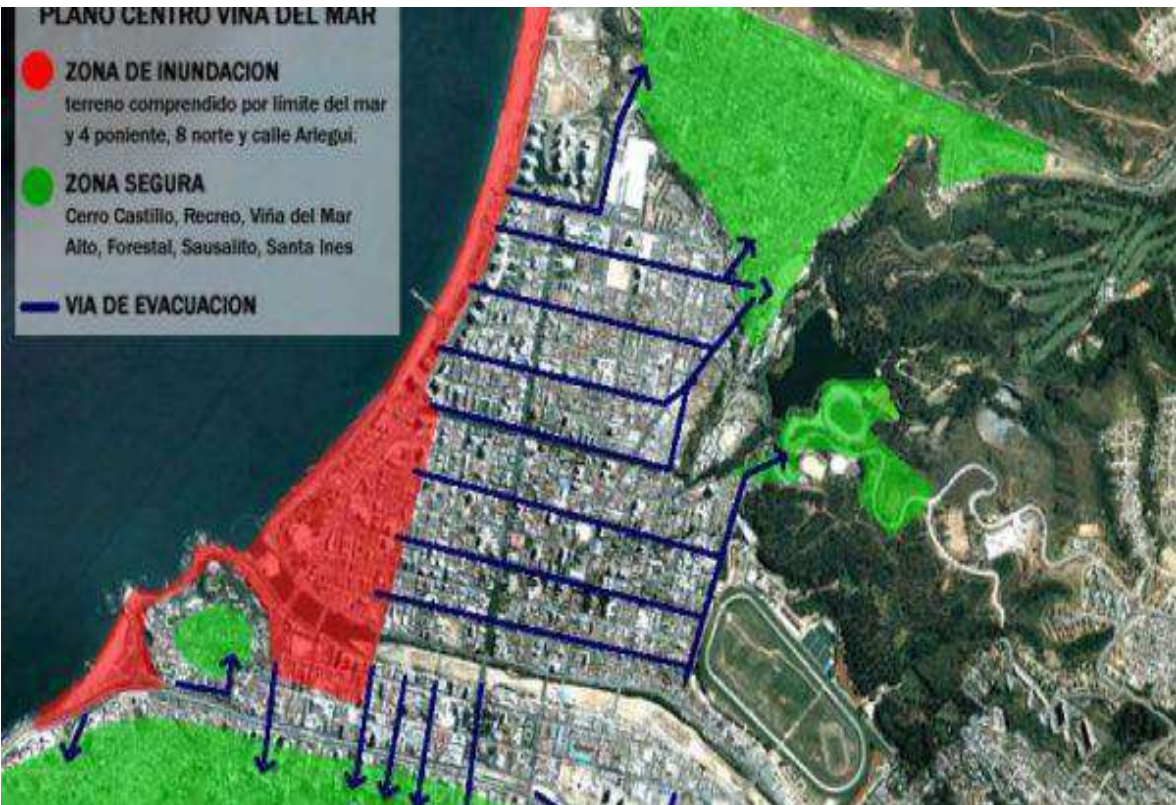 PLANO CENTRO VIÑA DEL MAR
ZONA DE INUNDACION
terreno comprendido por límite del mar
y 4 poniente, 8 norte y calle Arlegui.
ZONA SEGURA
Cerro Castillo, Recreo, Viña del Mar
Alto, Forestal, Sausalito, Santa Ines
VIA DE EVACUACION